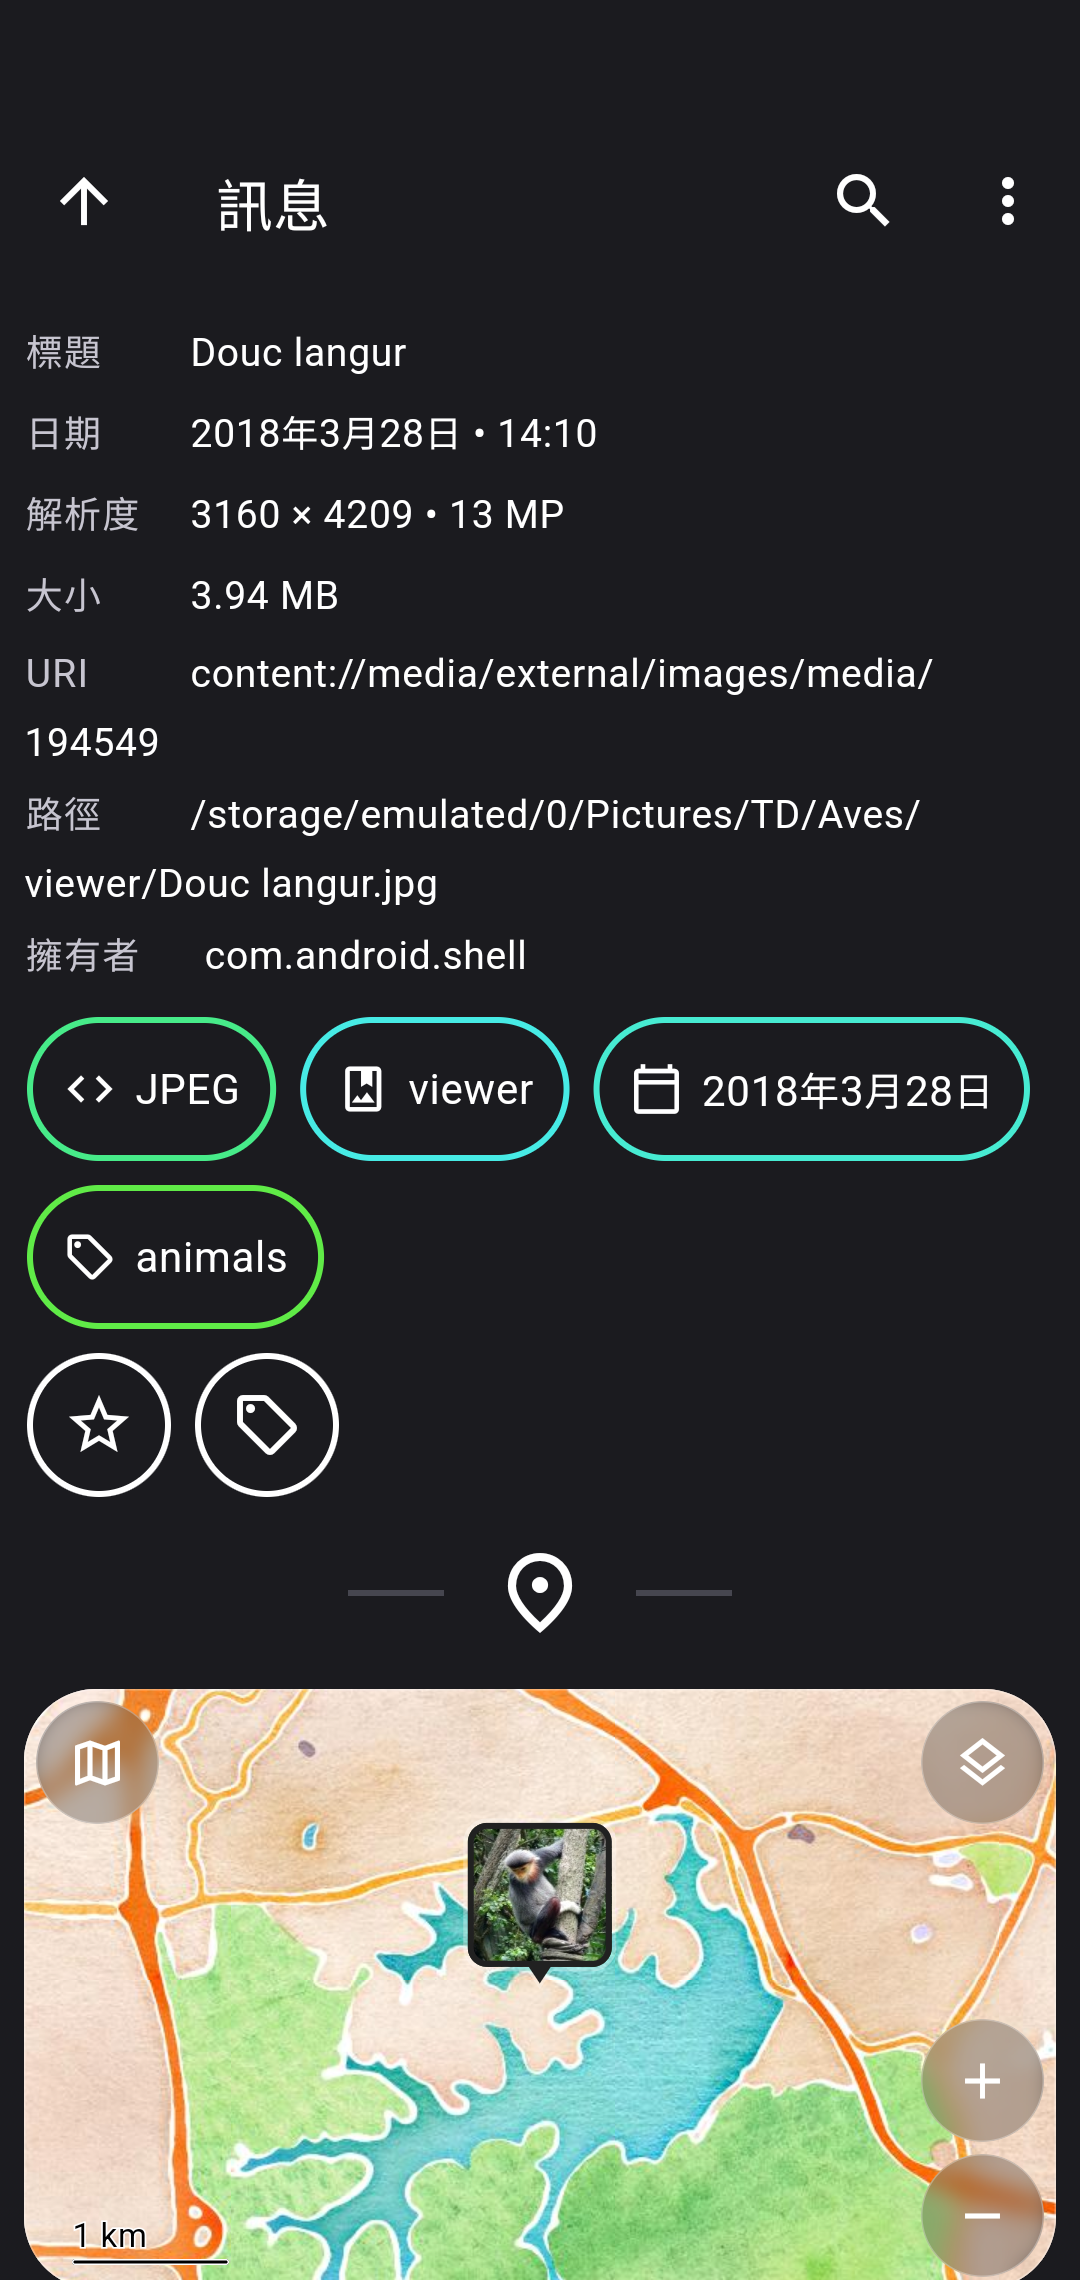 訊息
標題 Douc langur
日期 2018年3月28日 • 14:10
解析度 3160 × 4209 • 13 MP
大小 3.94 MB
URI content://media/external/images/media/
194549
路徑 /storage/emulated/0/Pictures/TD/Aves/
viewer/Douc langur.jpg
擁有者 com.android.shell
JPEG viewer 2018年3月28日
animals
1 km